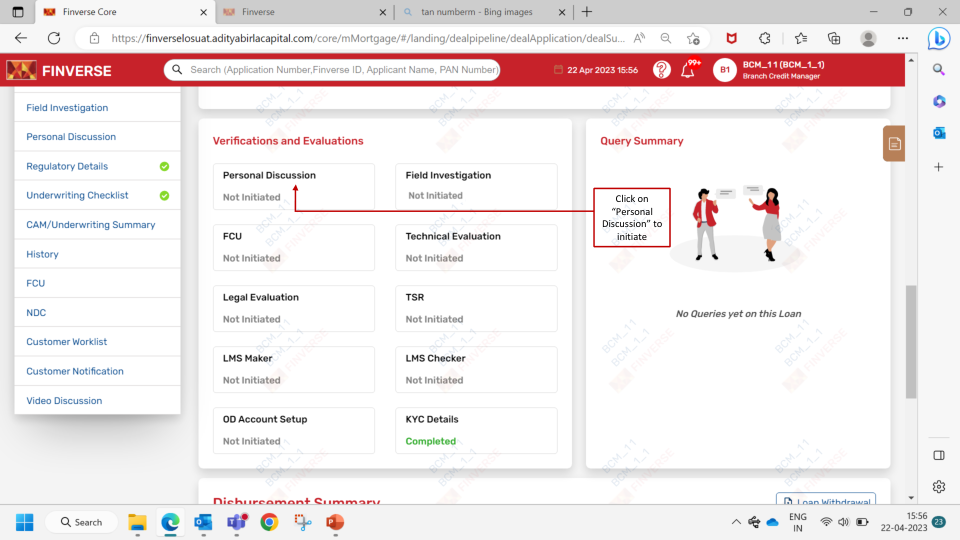 Finverse Core
Finverse
tan numberm - Bing images
https://finverselosuat.adityabirlacapital.com/core/mMortgage/#/landing/dealpipeline/dealApplication/dealSu...
FINVERSE
Search (Application Number,Finverse ID, Applicant Name, PAN Number)
22 Apr 2023 15:56
99+
B1
BCM_1 1 (BCM_1_1)
Branch Credit Manager
Field Investigation
Personal Discussion
Regulatory Details
Underwriting Checklist
CAM/Underwriting Summary
History
FCU
NDC
Customer Worklist
Customer Notification
Video Discussion
Verifications and Evaluations
Personal Discussion
Not Initiated
Field Investigation
Not Initiated
FCU
Not Initiated
Technical Evaluation
Not Initiated
Legal Evaluation
Not Initiated
TSR
Not Initiated
LMS Maker
Not Initiated
LMS Checker
Not Initiated
OD Account Setup
Not Initiated
KYC Details
Completed
Query Summary
Click on
“Personal
Discussion” to
initiate
No Queries yet on this Loan
Disbursement Summary
Loan Withdrawal
Search
ENG
IN
15:56
22-04-2023
23